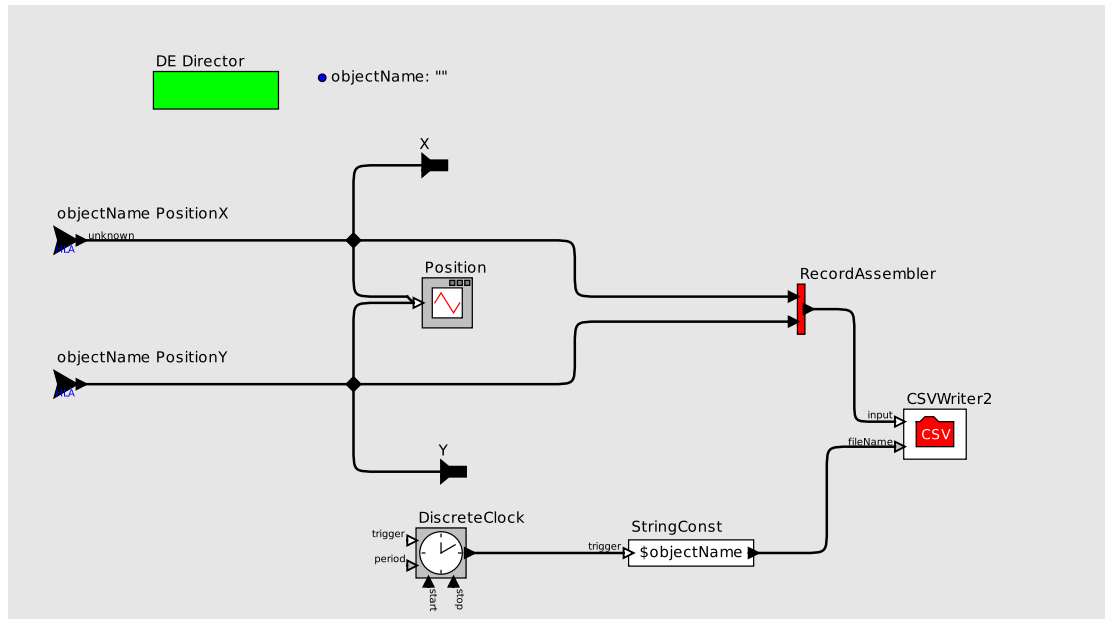 DE Director
objectName: ""
X
objectName PositionX
unknown
HLA
Position
RecordAssembler
objectName PositionY
HLA
CSVWriter2
input
CSV
fileName
Y
DiscreteClock
trigger
period
start
stop
StringConst
trigger
$objectName